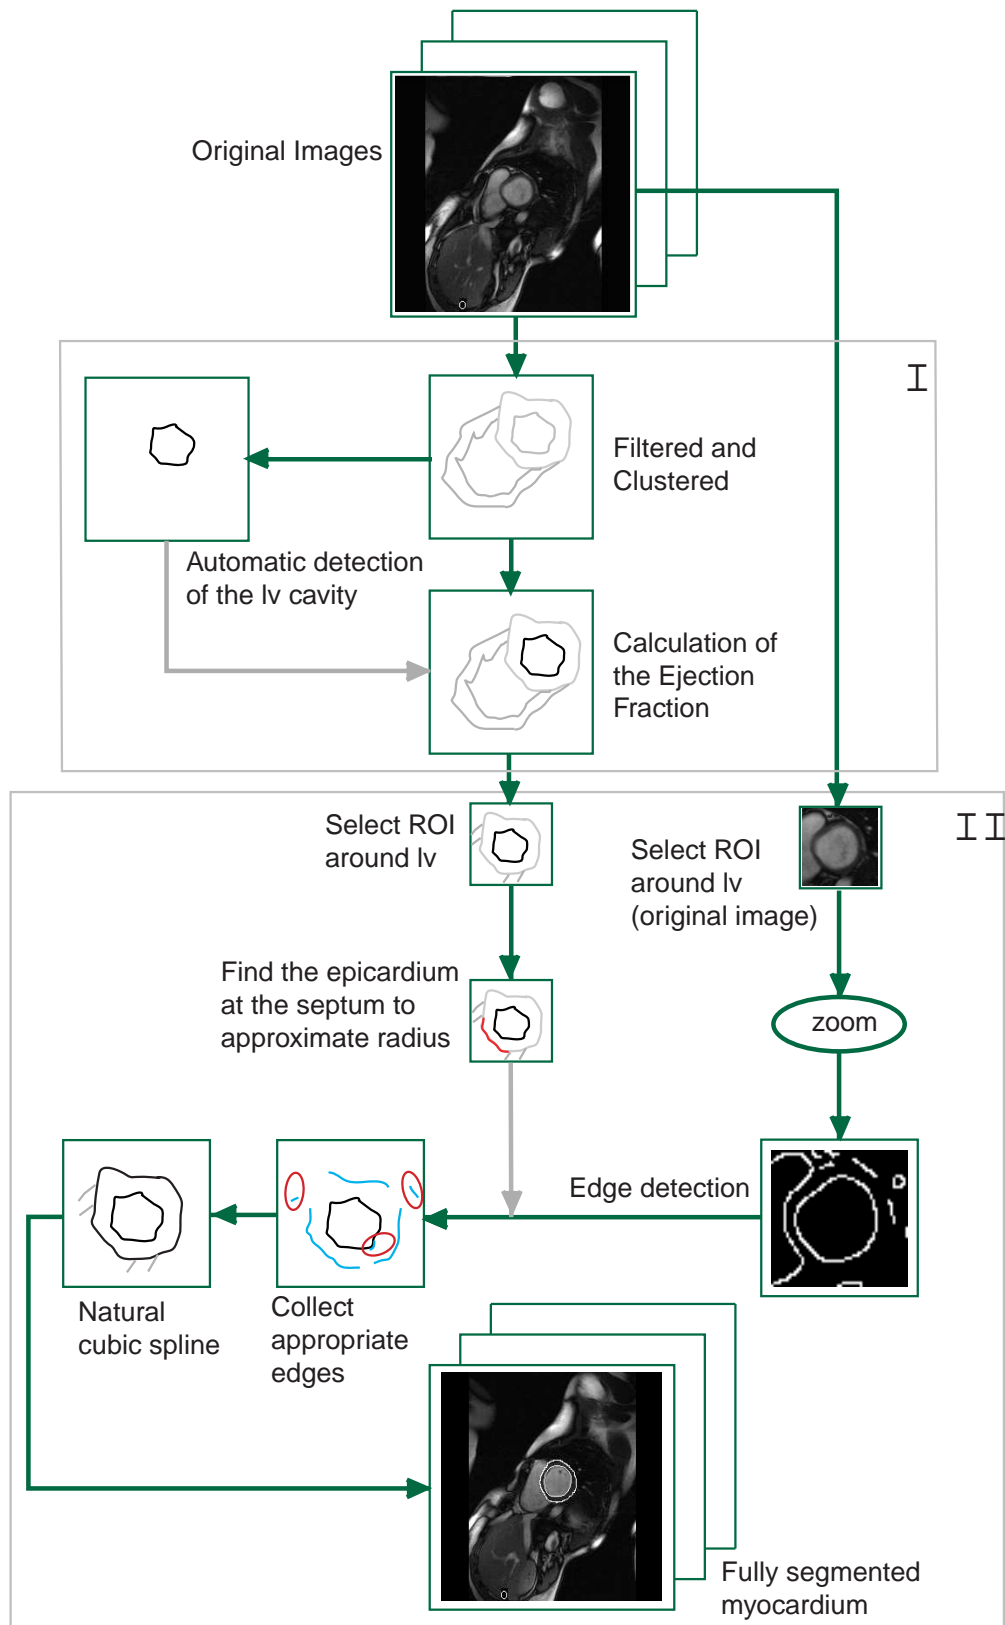 Original Images
I
Filtered and
Clustered
Automatic detection
of the lv cavity
Calculation of
the Ejection
Fraction
II
Select ROI
around lv
Select ROI
around lv
(original image)
Find the epicardium
at the septum to
approximate radius
zoom
Edge detection
Natural
cubic spline
Collect
appropriate
edges
Fully segmented
myocardium